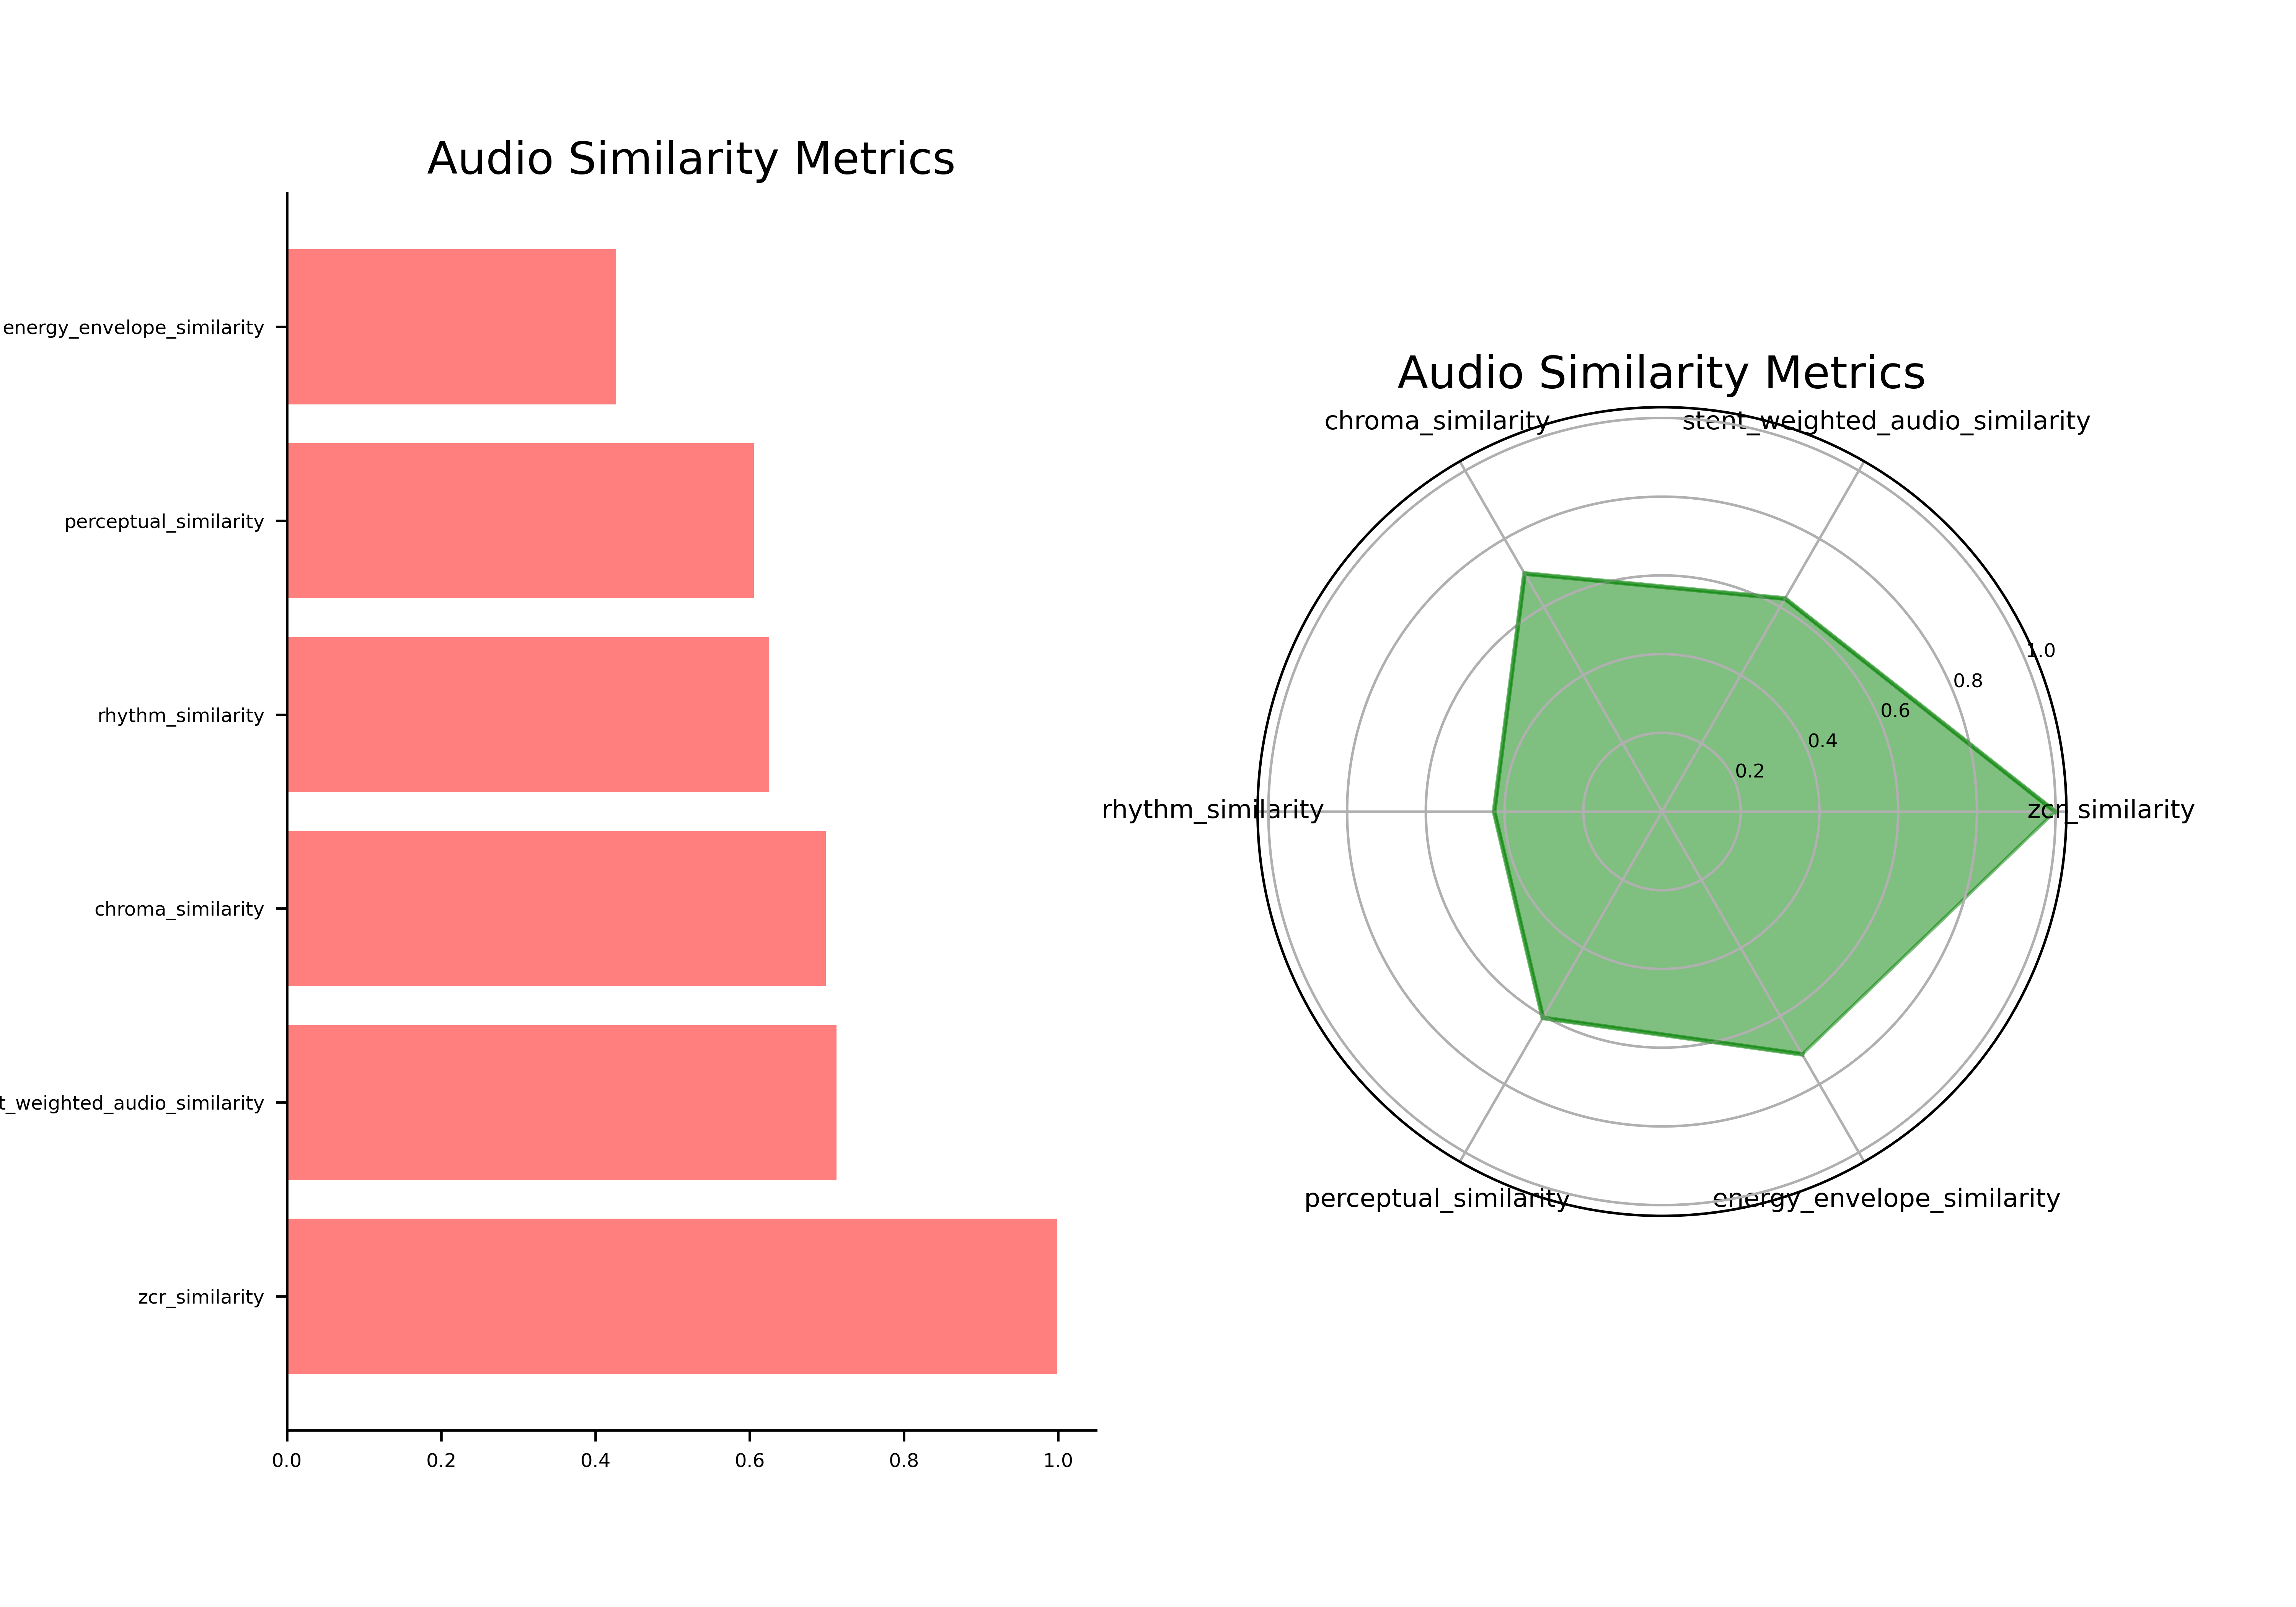 Audio Similarity Metrics
energy_envelope_similarity
perceptual_similarity
rhythm_similarity
chroma_similarity
t_weighted_audio_similarity
zcr_similarity
0.0 0.2 0.4 0.6 0.8 1.0
Audio Similarity Metrics
chroma_similarity stent_weighted_audio_similarity
1.0
0.8
0.6
0.4
0.2
rhythm_similarity zcr_similarity
perceptual_similarity energy_envelope_similarity